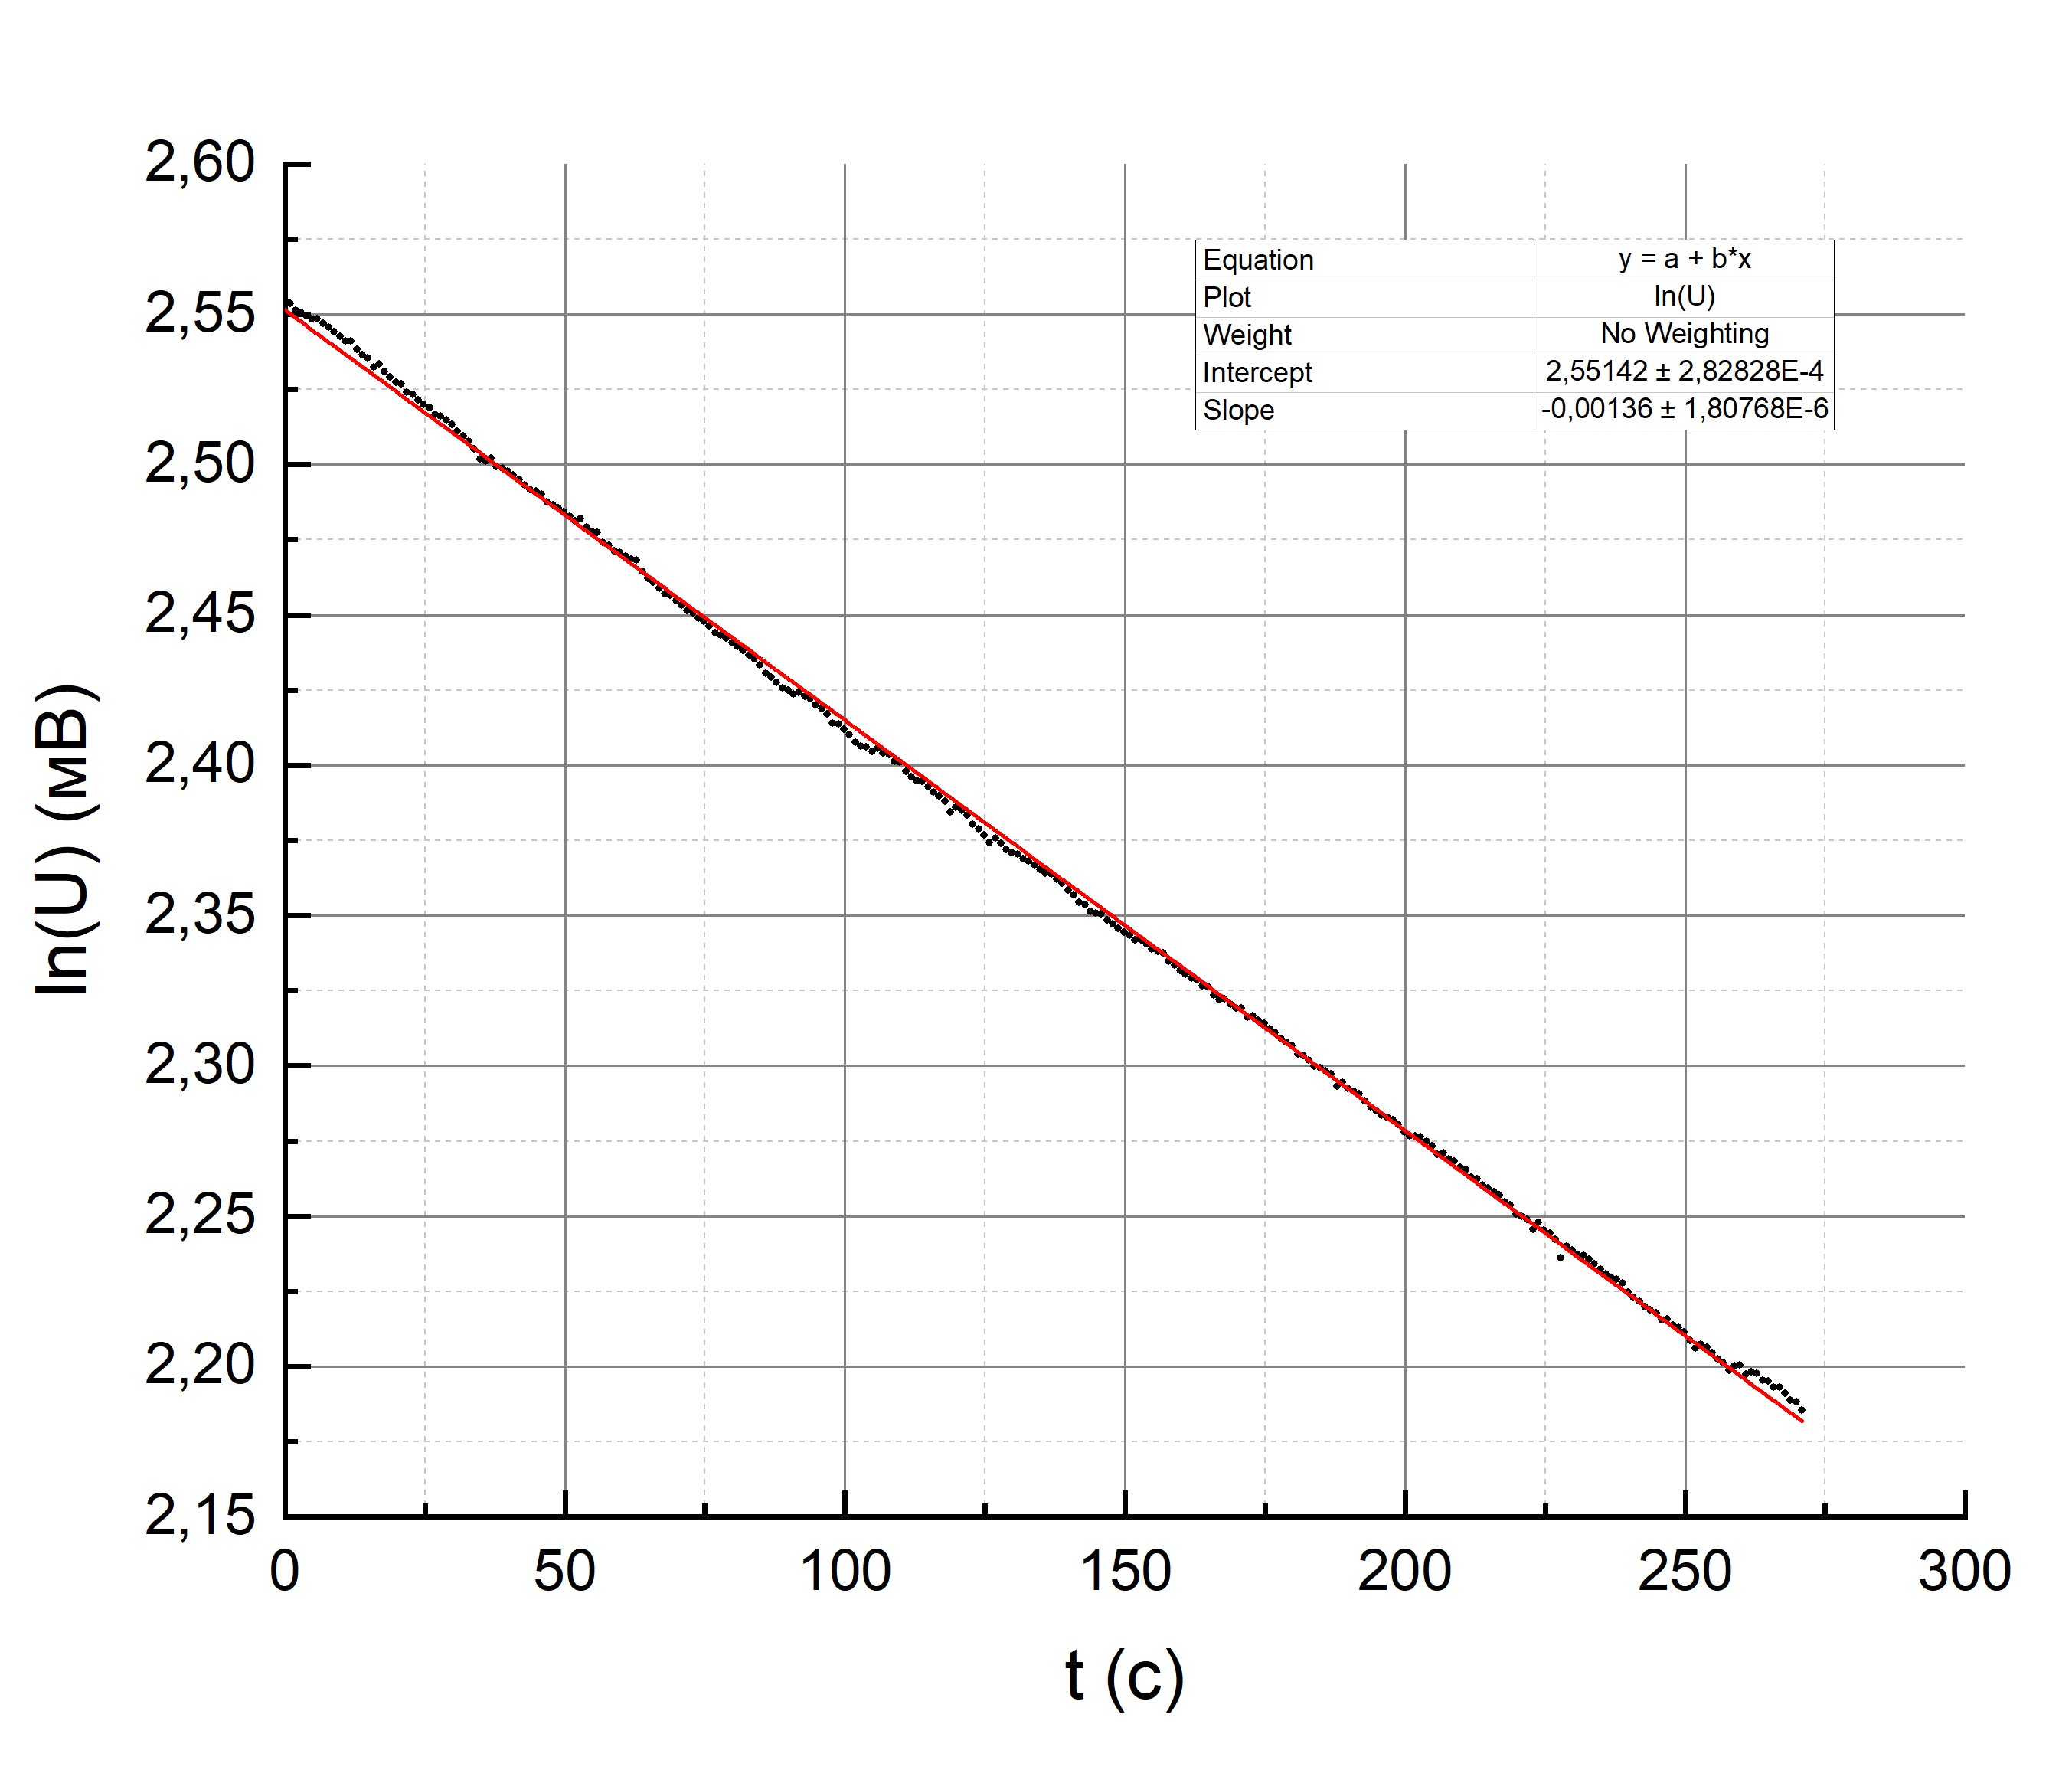 2,60
2,55
2,50
2,45
2,40
2,35
2,30
2,25
2,20
2,15
ln(U) (мВ)
Equation y = a + b*x
Plot ln(U)
Weight No Weighting
Intercept 2,55142 ± 2,82828E-4
Slope -0,00136 ± 1,80768E-6
0 50 100 150 200 250 300
t (c)